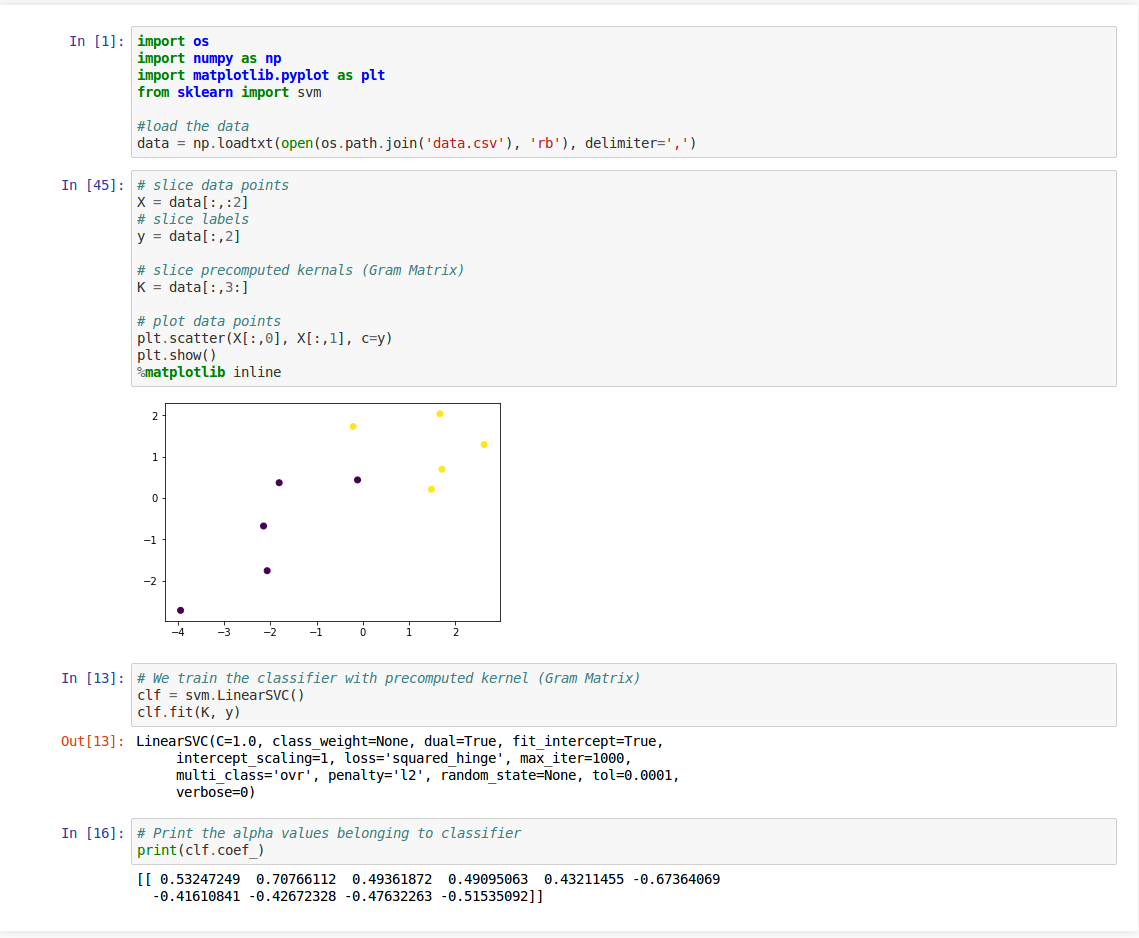 In [1]: import os
import numpy as np
import matplotlib.pyplot as plt
from sklearn import svm
#load the data
data = np.loadtxt(open(os.path.join('data.csv'), 'rb'), delimiter=',')
In [45]: # slice data points
X = data[:,:2]
# slice labels
y = data[:,2]
# slice precomputed kernals (Gram Matrix)
K = data[:,3:]
# plot data points
plt.scatter(X[:,0], X[:,1], c=y)
plt.show()
%matplotlib inline
2
1
0
−1
−2
−4 −3 −2 −1 0 1 2
In [13]: # We train the classifier with precomputed kernel (Gram Matrix)
clf = svm.LinearSVC()
clf.fit(K, y)
Out[13]: LinearSVC(C=1.0, class_weight=None, dual=True, fit_intercept=True,
intercept_scaling=1, loss='squared_hinge', max_iter=1000,
multi_class='ovr', penalty='l2', random_state=None, tol=0.0001,
verbose=0)
In [16]: # Print the alpha values belonging to classifier
print(clf.coef_)
[[ 0.53247249 0.70766112 0.49361872 0.49095063 0.43211455 -0.67364069
-0.41610841 -0.42672328 -0.47632263 -0.51535092]]